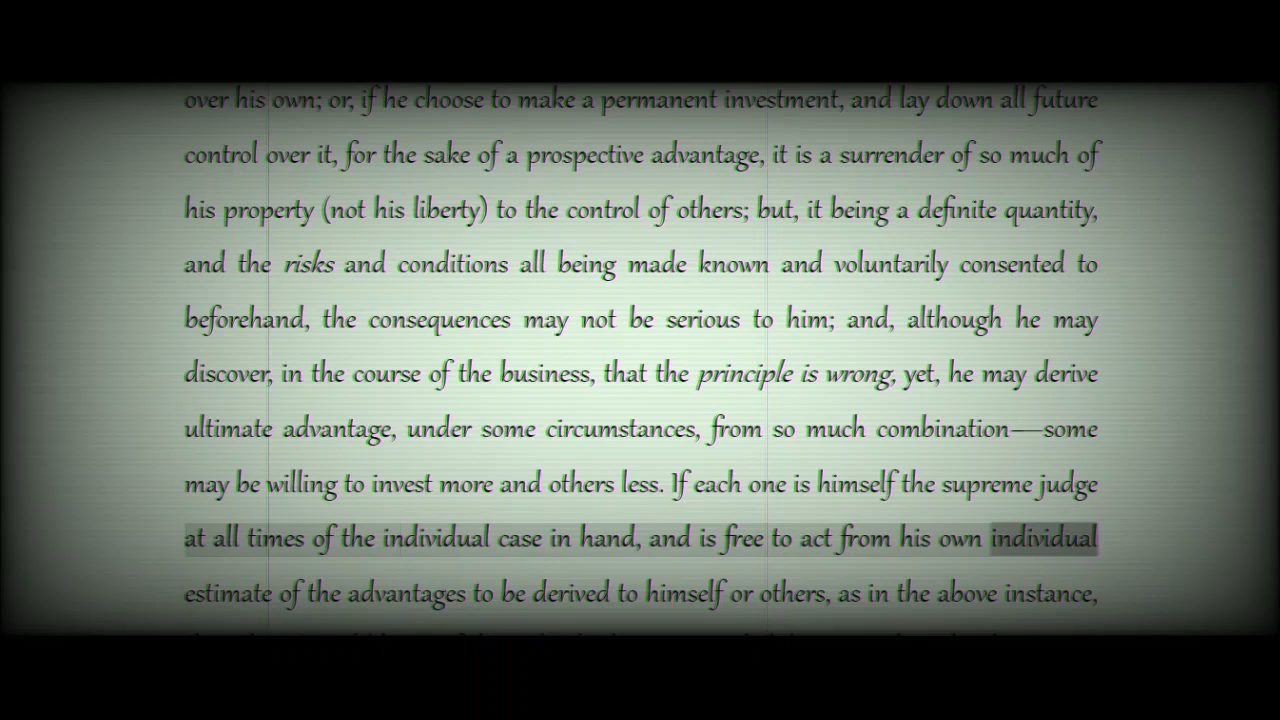 over his own; or, if he choose to make a permanent investment, and lay down all future
control over it, for the sake of a prospective advantage, it is a surrender of so much of
his property (not his liberty) to the control of others; but, it being a definite quantity,
and the risks and conditions all being made known and voluntarily consented to
beforehand, the consequences may not be serious to him; and, although he may
discover, in the course of the business, that the principle is wrong, yet, he may derive
ultimate advantage, under some circumstances, from so much combination—some
may be willing to invest more and others less. If each one is himself the supreme judge
at all times of the individual case in hand, and is free to act from his own individual
estimate of the advantages to be derived to himself or others, as in the above instance,